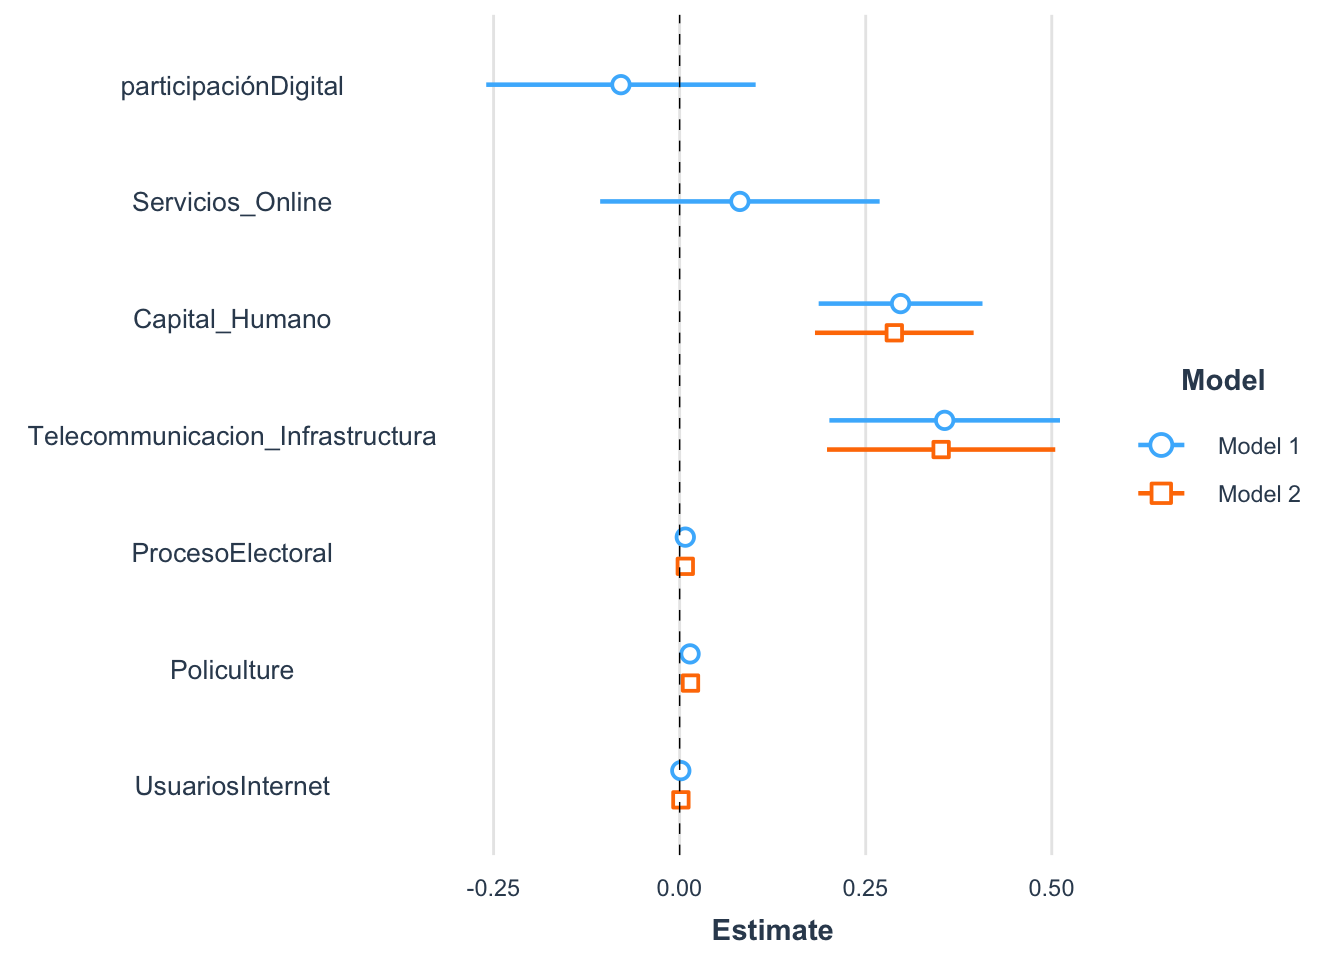 participaciónDigital
Servicios_Online
Capital_Humano
Telecommunicacion_Infrastructura
ProcesoElectoral
Policulture
UsuariosInternet
-0.25 0.00 0.25 0.50
Estimate
Model
Model 1
Model 2